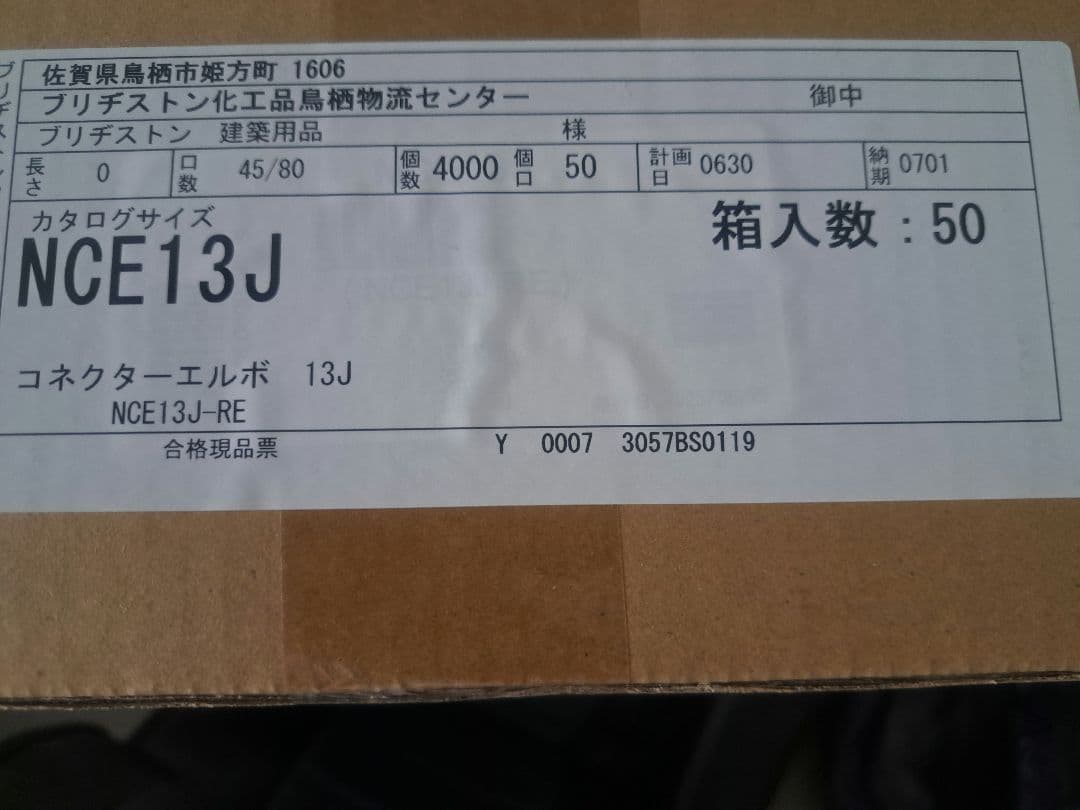 佐賀県鳥栖市姫方町 1606
ブリヂストン化工品鳥栖物流センター 御中
ブリヂストン 建築用品 様
長さ 0 口数 45/80 個数 4000 個口 50 計画日 0630 納期 0701
カタログサイズ
箱入数:50
NCE13J
コネクターエルボ 13J
NCE13J-RE
合格現品票 Y 0007 3057BS0119